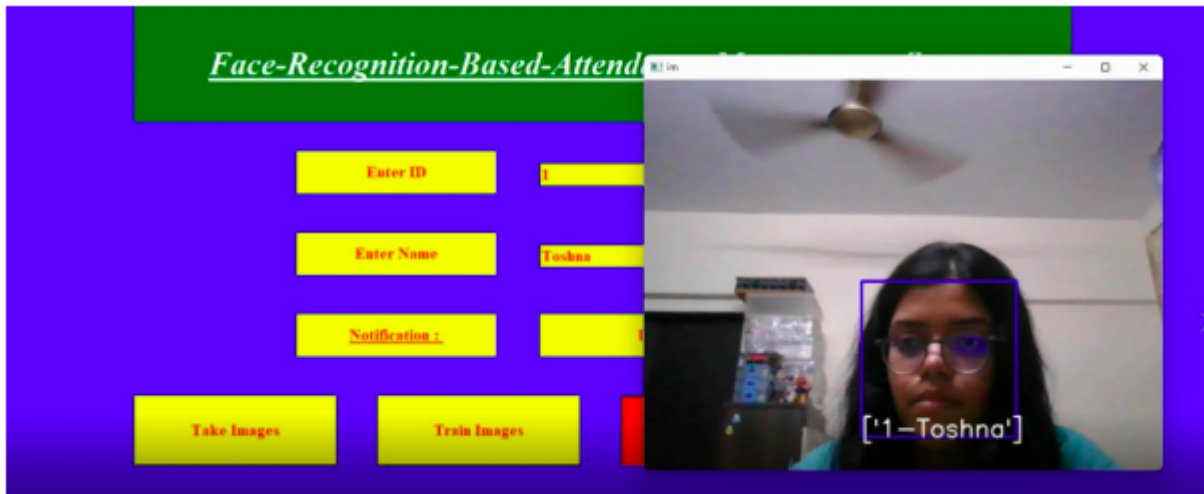 Face-Recognition-Based-Attend
im
Enter ID
1
Enter Name
Toshna
Notification :
Take Images
Train Images
['1-Toshna']